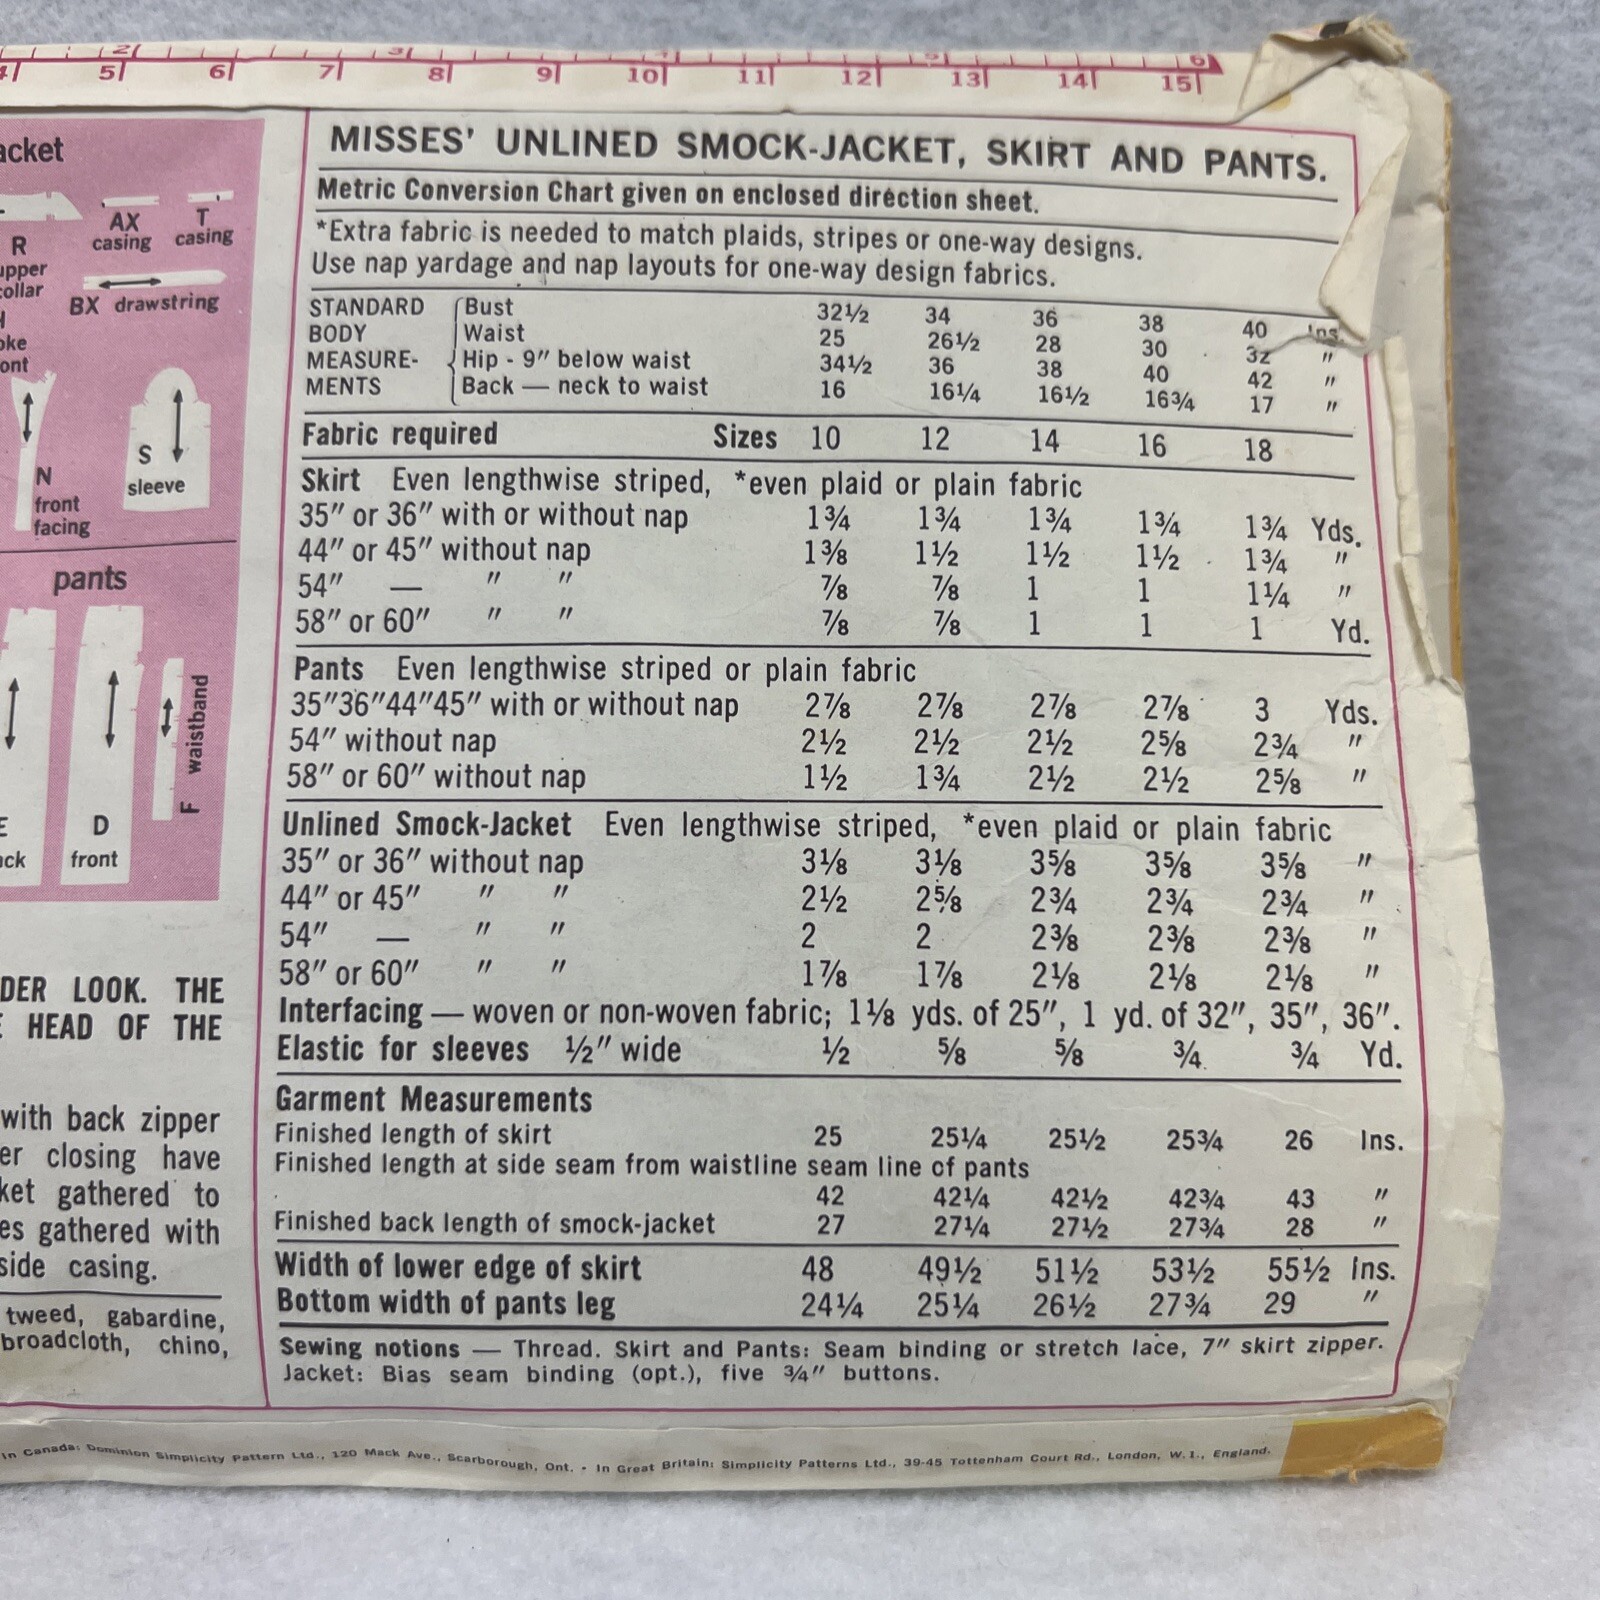 2 3 4 5 6
4 5 6 7 8 9 10 11 12 13 14 15
acket
AX casing
T casing
R upper collar
BX drawstring
N front facing
S sleeve
pants
F waistband
D front
DER LOOK. THE
HEAD OF THE
with back zipper
er closing have
ket gathered to
es gathered with
side casing.
tweed, gabardine,
broadcloth, chino,
MISSES' UNLINED SMOCK-JACKET, SKIRT AND PANTS.
Metric Conversion Chart given on enclosed direction sheet.
*Extra fabric is needed to match plaids, stripes or one-way designs.
Use nap yardage and nap layouts for one-way design fabrics.
STANDARD Bust 32½ 34 36 38 40 Ins.
BODY Waist 25 26½ 28 30 32 "
MEASURE- Hip - 9" below waist 34½ 36 38 40 42 "
MENTS Back — neck to waist 16 16¼ 16½ 16¾ 17 "
Fabric required Sizes 10 12 14 16 18
Skirt Even lengthwise striped, *even plaid or plain fabric
35" or 36" with or without nap 1¾ 1¾ 1¾ 1¾ 1¾ Yds.
44" or 45" without nap 1⅜ 1½ 1½ 1½ 1¾ "
54" — " " ⅞ ⅞ 1 1 1¼ "
58" or 60" " " ⅞ ⅞ 1 1 1 Yd.
Pants Even lengthwise striped or plain fabric
35"36"44"45" with or without nap 2⅞ 2⅞ 2⅞ 2⅞ 3 Yds.
54" without nap 2½ 2½ 2½ 2⅝ 2¾ "
58" or 60" without nap 1½ 1¾ 2½ 2½ 2⅝ "
Unlined Smock-Jacket Even lengthwise striped, *even plaid or plain fabric
35" or 36" without nap 3⅛ 3⅛ 3⅝ 3⅝ 3⅝ "
44" or 45" " " 2½ 2⅝ 2¾ 2¾ 2¾ "
54" — " " 2 2 2⅜ 2⅜ 2⅜ "
58" or 60" " " 1⅞ 1⅞ 2⅛ 2⅛ 2⅛ "
Interfacing — woven or non-woven fabric; 1⅛ yds. of 25", 1 yd. of 32", 35", 36".
Elastic for sleeves ½" wide ½ ⅝ ⅝ ¾ ¾ Yd.
Garment Measurements
Finished length of skirt 25 25¼ 25½ 25¾ 26 Ins.
Finished length at side seam from waistline seam line of pants
42 42¼ 42½ 42¾ 43 "
Finished back length of smock-jacket 27 27¼ 27½ 27¾ 28 "
Width of lower edge of skirt 48 49½ 51½ 53½ 55½ Ins.
Bottom width of pants leg 24¼ 25¼ 26½ 27¾ 29 "
Sewing notions — Thread. Skirt and Pants: Seam binding or stretch lace, 7" skirt zipper.
Jacket: Bias seam binding (opt.), five ¾" buttons.
In Canada: Dominion Simplicity Pattern Ltd., 120 Mack Ave., Scarborough, Ont. • In Great Britain: Simplicity Patterns Ltd., 39-45 Tottenham Court Rd., London, W.1., England.